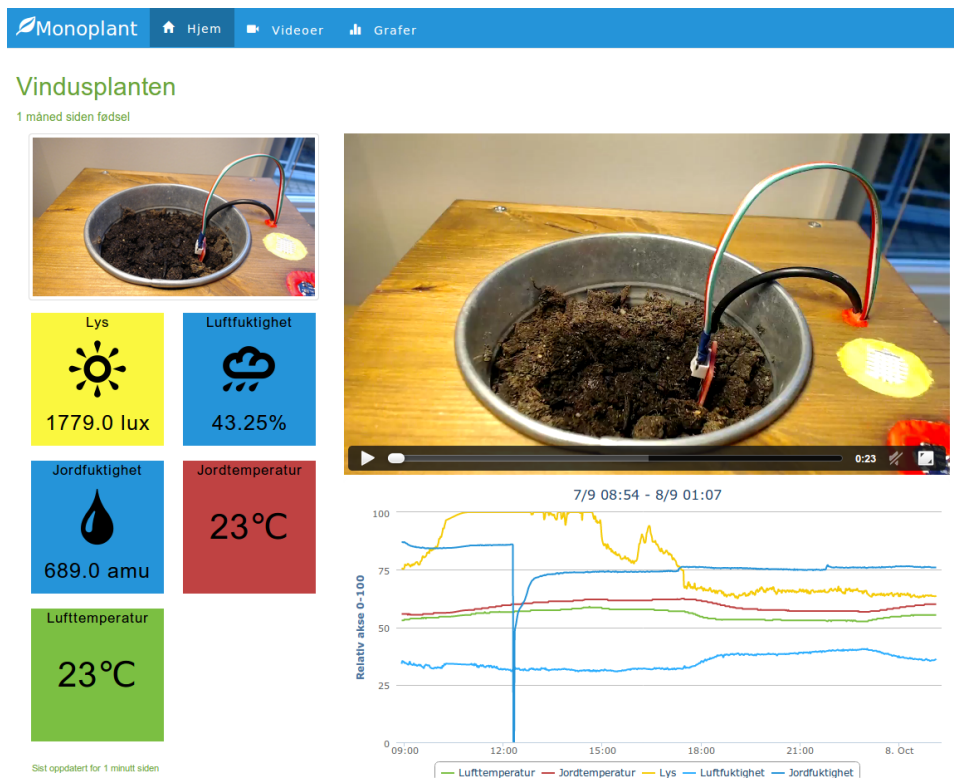 Monoplant
Hjem
Videoer
Grafer
Vindusplanten
1 måned siden fødsel
Lys
1779.0 lux
Luftfuktighet
43.25%
Jordfuktighet
689.0 amu
Jordtemperatur
23°C
Lufttemperatur
23°C
Sist oppdatert for 1 minutt siden
0:23
7/9 08:54 - 8/9 01:07
Relativ akse 0-100
100
75
50
25
0
09:00 12:00 15:00 18:00 21:00 8. Oct
Lufttemperatur Jordtemperatur Lys Luftfuktighet Jordfuktighet